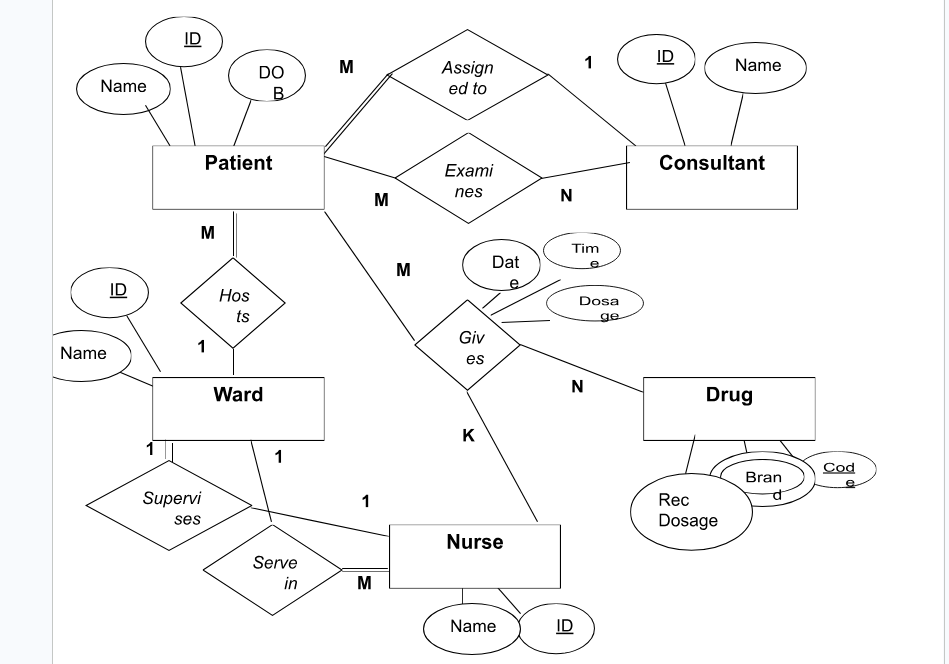 ID
Name
DO
B
M
Assign
ed to
1
ID
Name
Patient
Exami
nes
Consultant
M
N
M
Hos
ts
1
M
Dat
e
Tim
e
Dosa
ge
Giv
es
N
K
ID
Name
Ward
Drug
1
1
Supervi
ses
1
Serve
in
M
Nurse
Name
ID
Rec
Dosage
Bran
d
Cod
e